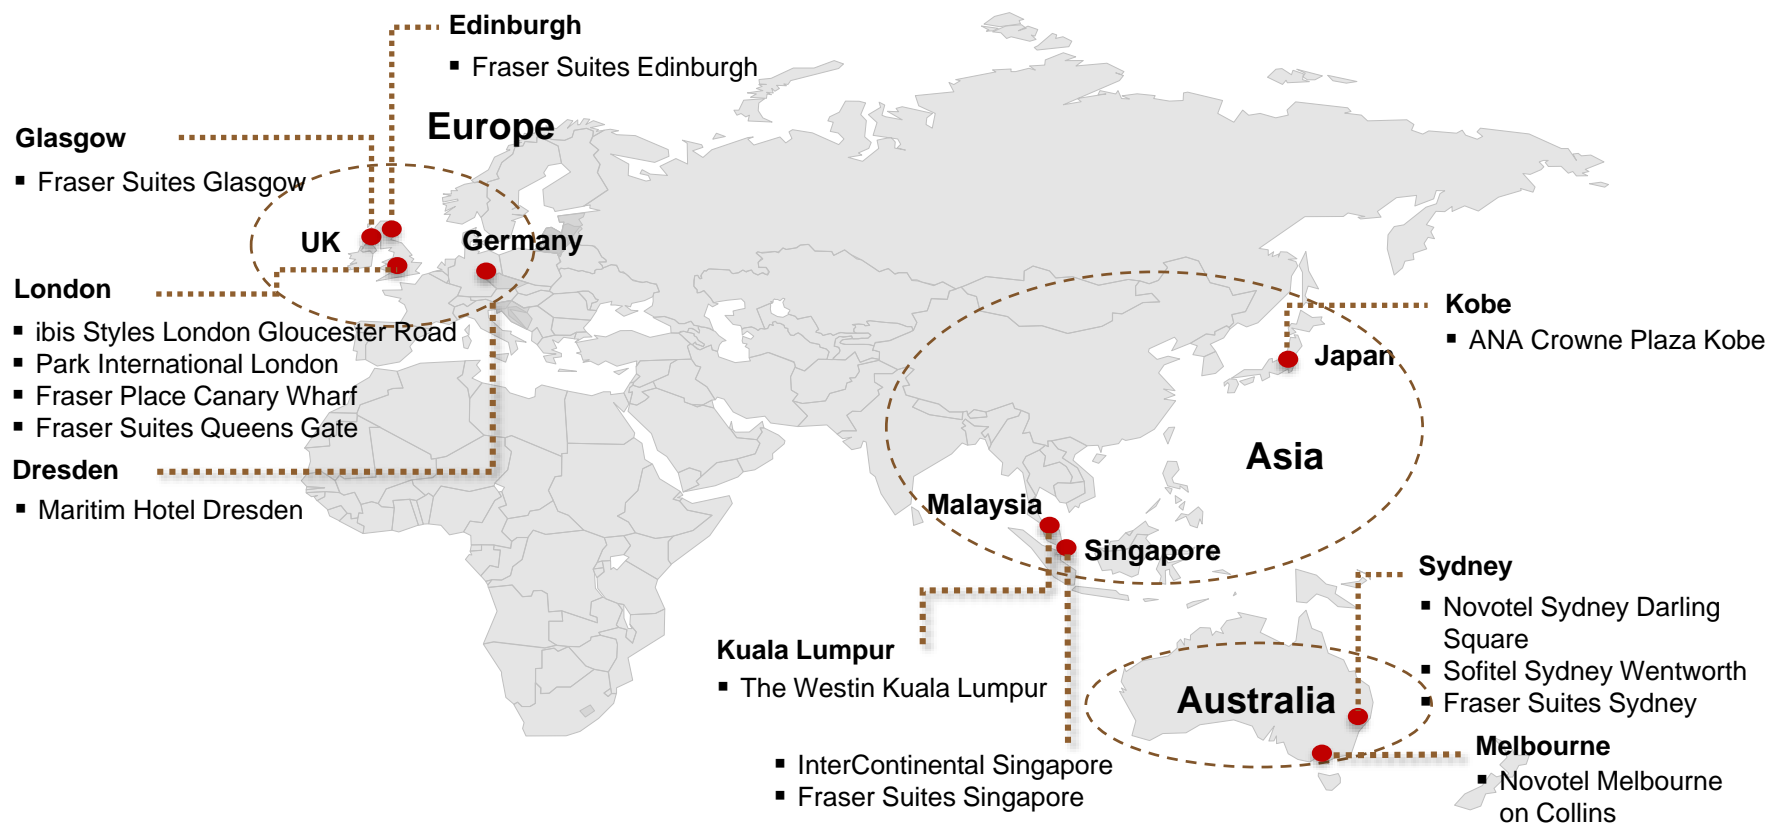 Edinburgh
▪ Fraser Suites Edinburgh
Europe
Glasgow
▪ Fraser Suites Glasgow
UK
Germany
London
▪ ibis Styles London Gloucester Road
▪ Park International London
▪ Fraser Place Canary Wharf
▪ Fraser Suites Queens Gate
Dresden
▪ Maritim Hotel Dresden
Kobe
▪ ANA Crowne Plaza Kobe
Japan
Asia
Malaysia
Singapore
Kuala Lumpur
▪ The Westin Kuala Lumpur
▪ InterContinental Singapore
▪ Fraser Suites Singapore
Sydney
▪ Novotel Sydney Darling
Square
▪ Sofitel Sydney Wentworth
▪ Fraser Suites Sydney
Australia
Melbourne
▪ Novotel Melbourne
on Collins